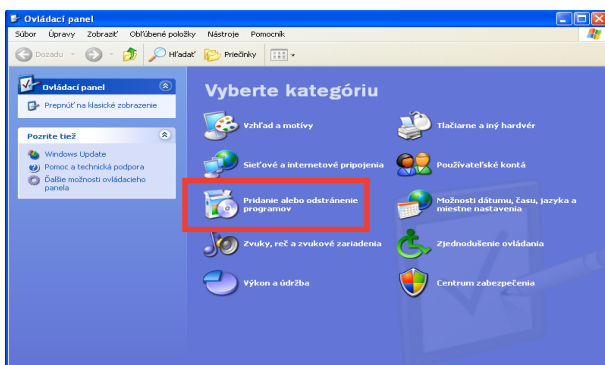 Ovládací panel
Súbor Úpravy Zobraziť Obľúbené položky Nástroje Pomocník
Dozadu Hľadať Priečinky
Ovládací panel
Prepnúť na klasické zobrazenie
Pozrite tiež
Windows Update
Pomoc a technická podpora
Ďalšie možnosti ovládacieho
panela
Vyberte kategóriu
Vzhľad a motívy
Tlačiarne a iný hardvér
Sieťové a internetové pripojenia
Používateľské kontá
Pridanie alebo odstránenie
programov
Možnosti dátumu, času, jazyka a
miestne nastavenia
Zvuky, reč a zvukové zariadenia
Zjednodušenie ovládania
Výkon a údržba
Centrum zabezpečenia